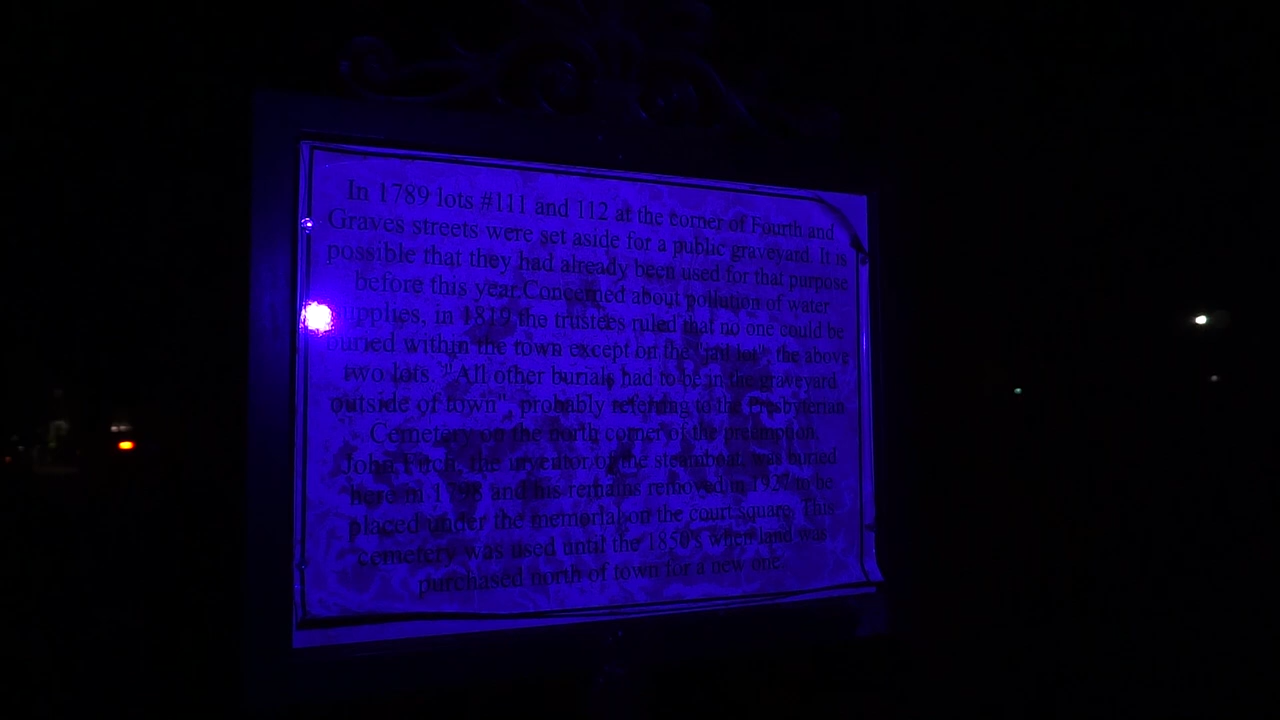 In 1789 lots #111 and 112 at the corner of Fourth and
Graves streets were set aside for a public graveyard. It is
possible that they had already been used for that purpose
before this year.Concerned about pollution of water
supplies, in 1819 the trustees ruled that no one could be
buried within the town except on the "jail lot", the above
two lots. "All other burials had to be in the graveyard
outside of town", probably referring to the Presbyterian
Cemetery on the north corner of the preemption.
John Fitch, the inventor of the steamboat, was buried
here in 1798 and his remains removed in 1927 to be
placed under the memorial on the court square. This
cemetery was used until the 1850's when land was
purchased north of town for a new one.